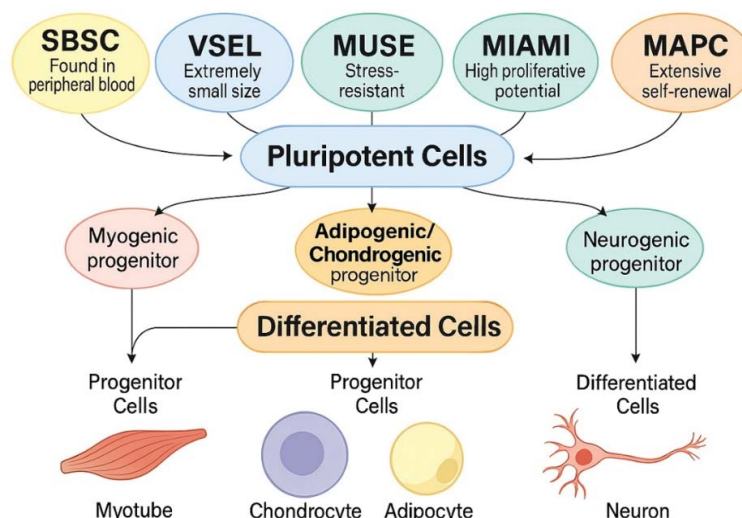 SBSC
Found in
peripheral blood
VSEL
Extremely
small size
MUSE
Stress-
resistant
MIAMI
High proliferative
potential
MAPC
Extensive
self-renewal
Pluripotent Cells
Myogenic
progenitor
Adipogenic/
Chondrogenic
progenitor
Neurogenic
progenitor
Differentiated Cells
Progenitor
Cells
Progenitor
Cells
Differentiated
Cells
Myotube
Chondrocyte
Adipocyte
Neuron